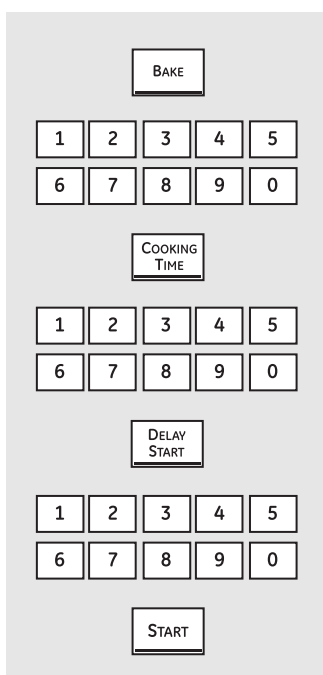 BAKE
1 2 3 4 5
6 7 8 9 0
COOKING
TIME
1 2 3 4 5
6 7 8 9 0
DELAY
START
1 2 3 4 5
6 7 8 9 0
START